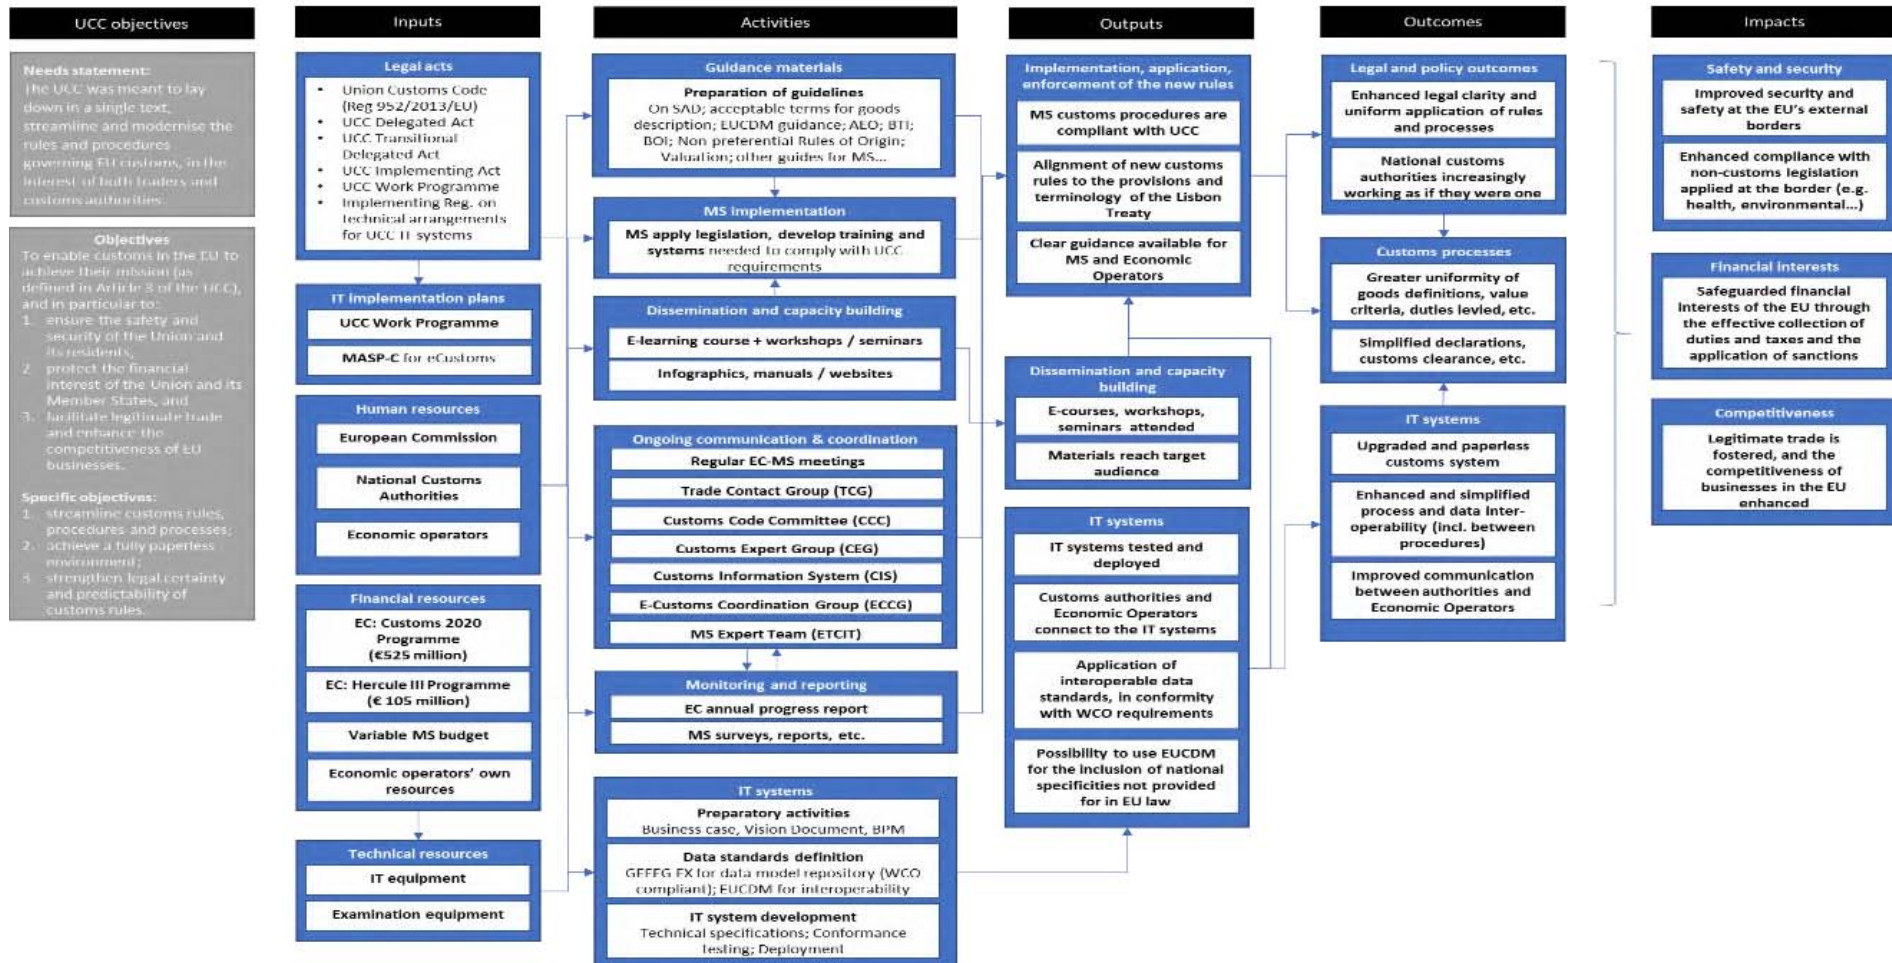 UCC objectives
Needs statement:
The UCC was meant to lay
down in a single text,
streamline and modernise the
rules and procedures
governing EU customs, in the
interest of both traders and
customs authorities.
Objectives
To enable customs in the EU to
achieve their mission (as
defined in Article 3 of the UCC),
and in particular to:
1. ensure the safety and
security of the Union and
its residents,
2. protect the financial
interest of the Union and its
Member States, and
3. facilitate legitimate trade
and enhance the
competitiveness of EU
businesses.
Specific objectives:
1. streamline customs rules,
procedures and processes;
2. achieve a fully paperless
environment;
3. strengthen legal certainty
and predictability of
customs rules.
Inputs
Legal acts
• Union Customs Code
(Reg 952/2013/EU)
• UCC Delegated Act
• UCC Transitional
Delegated Act
• UCC Implementing Act
• UCC Work Programme
• Implementing Reg. on
technical arrangements
for UCC IT systems
IT implementation plans
UCC Work Programme
MASP-C for eCustoms
Human resources
European Commission
National Customs
Authorities
Economic operators
Financial resources
EC: Customs 2020
Programme
(€525 million)
EC: Hercule III Programme
(€ 105 million)
Variable MS budget
Economic operators' own
resources
Technical resources
IT equipment
Examination equipment
Activities
Guidance materials
Preparation of guidelines
On SAD; acceptable terms for goods
description; EUCDM guidance; AEO; BTI;
BOI; Non preferential Rules of Origin;
Valuation; other guides for MS...
MS implementation
MS apply legislation, develop training and
systems needed to comply with UCC
requirements
Dissemination and capacity building
E-learning course + workshops / seminars
Infographics, manuals / websites
Ongoing communication & coordination
Regular EC-MS meetings
Trade Contact Group (TCG)
Customs Code Committee (CCC)
Customs Expert Group (CEG)
Customs Information System (CIS)
E-Customs Coordination Group (ECCG)
MS Expert Team (ETCIT)
Monitoring and reporting
EC annual progress report
MS surveys, reports, etc.
IT systems
Preparatory activities
Business case, Vision Document, BPM
Data standards definition
GEFEG FX for data model repository (WCO
compliant); EUCDM for interoperability
IT system development
Technical specifications; Conformance
testing; Deployment
Outputs
Implementation, application,
enforcement of the new rules
MS customs procedures are
compliant with UCC
Alignment of new customs
rules to the provisions and
terminology of the Lisbon
Treaty
Clear guidance available for
MS and Economic Operators
Dissemination and capacity
building
E-courses, workshops,
seminars attended
Materials reach target
audience
IT systems
IT systems tested and
deployed
Customs authorities and
Economic Operators
connect to the IT systems
Application of
interoperable data
standards, in conformity
with WCO requirements
Possibility to use EUCDM
for the inclusion of national
specificities not provided
for in EU law
Outcomes
Legal and policy outcomes
Enhanced legal clarity and
uniform application of rules
and processes
National customs
authorities increasingly
working as if they were one
Customs processes
Greater uniformity of
goods definitions, value
criteria, duties levied, etc.
Simplified declarations,
customs clearance, etc.
IT systems
Upgraded and paperless
customs system
Enhanced and simplified
process and data Inter-
operability (incl. between
procedures)
Improved communication
between authorities and
Economic Operators
Impacts
Safety and security
Improved security and
safety at the EU's external
borders
Enhanced compliance with
non-customs legislation
applied at the border (e.g.
health, environmental...)
Financial interests
Safeguarded financial
interests of the EU through
the effective collection of
duties and taxes and the
application of sanctions
Competitiveness
Legitimate trade is
fostered, and the
competitiveness of
businesses in the EU
enhanced